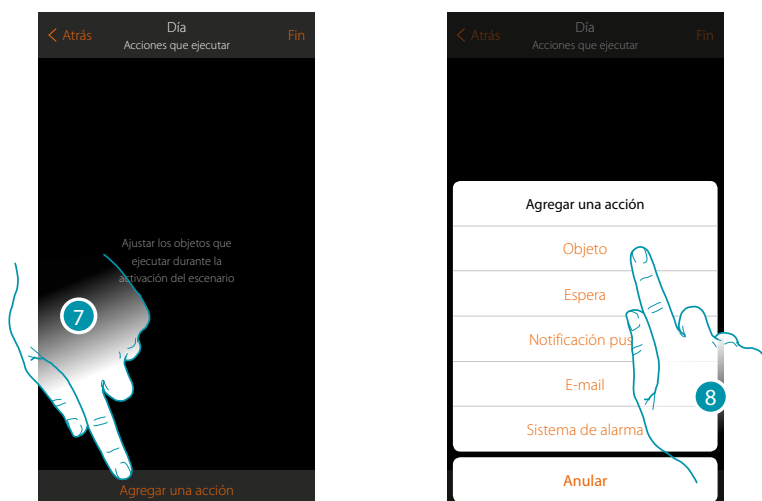 Atrás
Día
Fin
Acciones que ejecutar
Ajustar los objetos que
ejecutar durante la
activación del escenario
7
Agregar una acción
Atrás
Día
Fin
Acciones que ejecutar
Agregar una acción
Objeto
Espera
Notificación pus
E-mail
8
Sistema de alarma
Anular